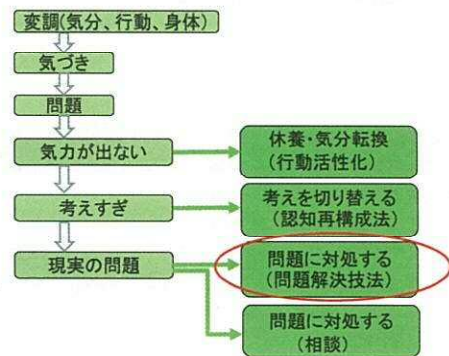 変調(気分、行動、身体)
気づき
問題
気力が出ない
休養・気分転換
(行動活性化)
考えすぎ
考えを切り替える
(認知再構成法)
現実の問題
問題に対処する
(問題解決技法)
問題に対処する
(相談)